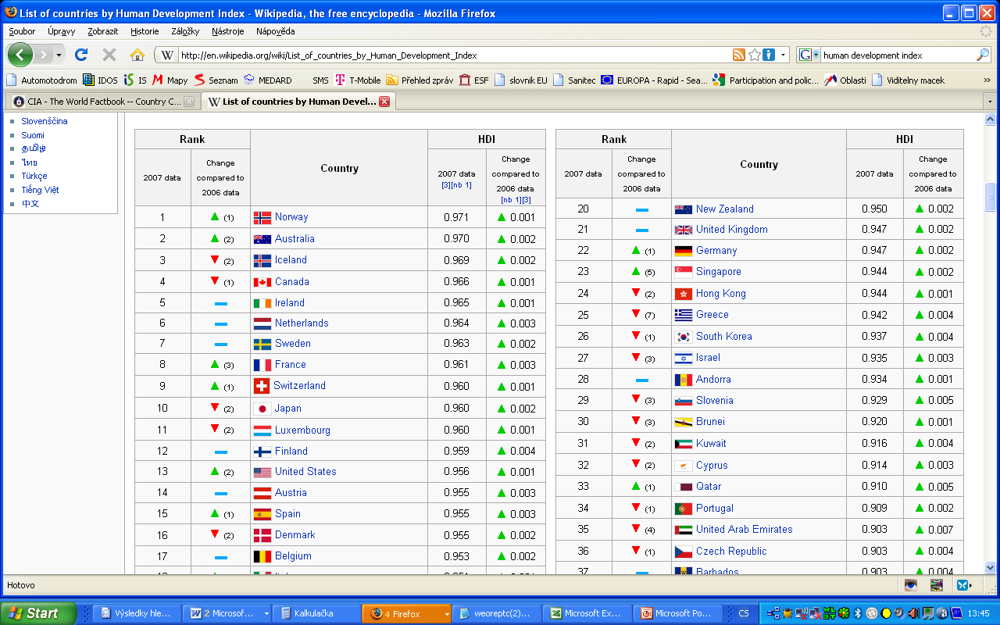 List of countries by Human Development Index - Wikipedia, the free encyclopedia - Mozilla Firefox
Soubor Úpravy Zobrazit Historie Záložky Nástroje Nápověda
W http://en.wikipedia.org/wiki/List_of_countries_by_Human_Development_Index G human development index
Automotodrom IDOS IS Mapy Seznam MEDARD SMS T-Mobile Přehled zpráv ESF slovnik EU Sanitec EUROPA - Rapid - Sea... Participation and polic... Oblasti Viditelny macek »
CIA - The World Factbook -- Country C... W List of countries by Human Devel...
Slovenščina
Suomi
தமிழ்
ไทย
Türkçe
Tiếng Việt
中文
Rank Country HDI
2007 data Change compared to 2006 data 2007 data [3][nb 1] Change compared to 2006 data [nb 1][3]
1 (1) Norway 0.971 0.001
2 (2) Australia 0.970 0.002
3 (2) Iceland 0.969 0.002
4 (1) Canada 0.966 0.001
5 Ireland 0.965 0.001
6 Netherlands 0.964 0.003
7 Sweden 0.963 0.002
8 (3) France 0.961 0.003
9 (1) Switzerland 0.960 0.001
10 (2) Japan 0.960 0.002
11 (2) Luxembourg 0.960 0.001
12 Finland 0.959 0.004
13 (2) United States 0.956 0.001
14 Austria 0.955 0.003
15 (1) Spain 0.955 0.003
16 (2) Denmark 0.955 0.002
17 Belgium 0.953 0.002
Rank Country HDI
2007 data Change compared to 2006 data 2007 data Change compared to 2006 data
20 New Zealand 0.950 0.002
21 United Kingdom 0.947 0.002
22 (1) Germany 0.947 0.002
23 (5) Singapore 0.944 0.002
24 (2) Hong Kong 0.944 0.001
25 (7) Greece 0.942 0.004
26 (1) South Korea 0.937 0.004
27 (3) Israel 0.935 0.003
28 Andorra 0.934 0.001
29 (3) Slovenia 0.929 0.005
30 (3) Brunei 0.920 0.001
31 (2) Kuwait 0.916 0.004
32 (2) Cyprus 0.914 0.003
33 (1) Qatar 0.910 0.005
34 (1) Portugal 0.909 0.002
35 (4) United Arab Emirates 0.903 0.007
36 (1) Czech Republic 0.903 0.004
37 Barbados 0.903 0.004
Hotovo
Start Výsledky hle... 2 Microsof... Kalkulačka 4 Firefox weoreptc(2)... Microsoft Ex... Microsoft Po... CS 13:45